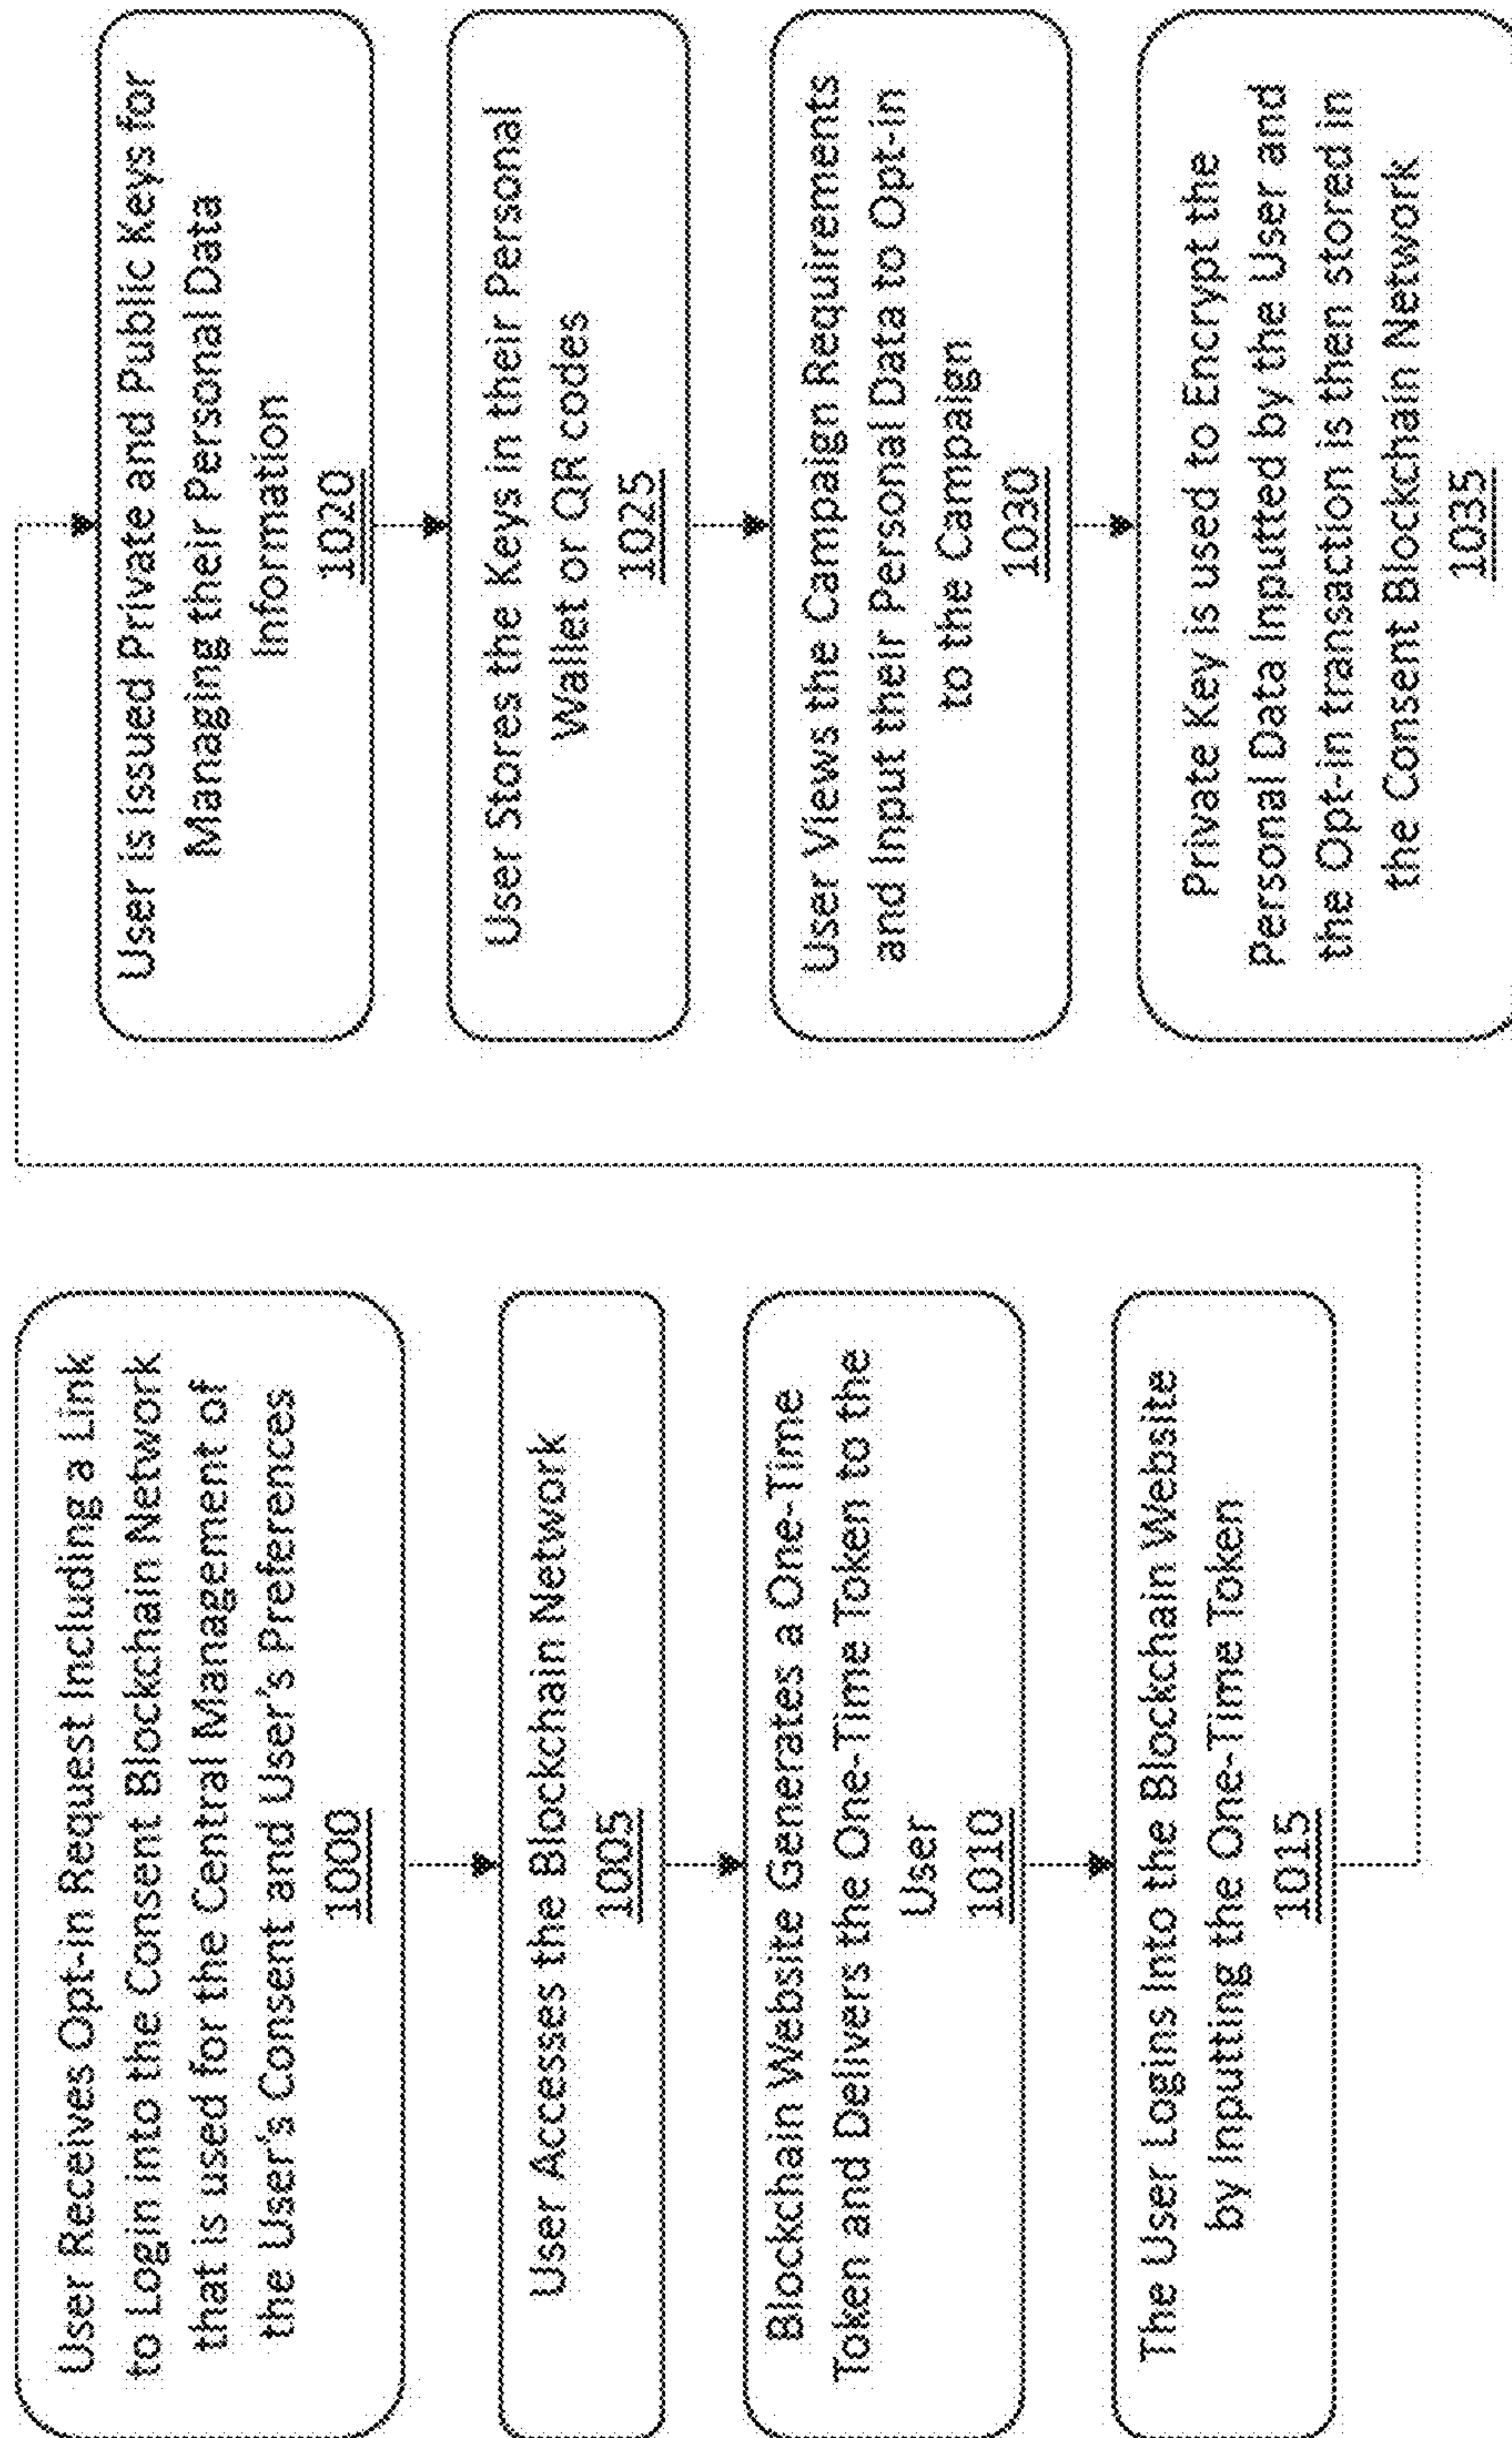 User Receives Opt-in Request Including a Link
to Login into the Consent Blockchain Network
that is used for the Central Management of
the User's Consent and User's Preferences
1000
User Accesses the Blockchain Network
1005
Blockchain Website Generates a One-Time
Token and Delivers the One-Time Token to the
User
1010
The User Logins Into the Blockchain Website
by Inputting the One-Time Token
1015
User is issued Private and Public Keys for
Managing their Personal Data
Information
1020
User Stores the Keys in their Personal
Wallet or QR codes
1025
User Views the Campaign Requirements
and Input their Personal Data to Opt-in
to the Campaign
1030
Private Key is used to Encrypt the
Personal Data Inputted by the User and
the Opt-in transaction is then stored in
the Consent Blockchain Network
1035